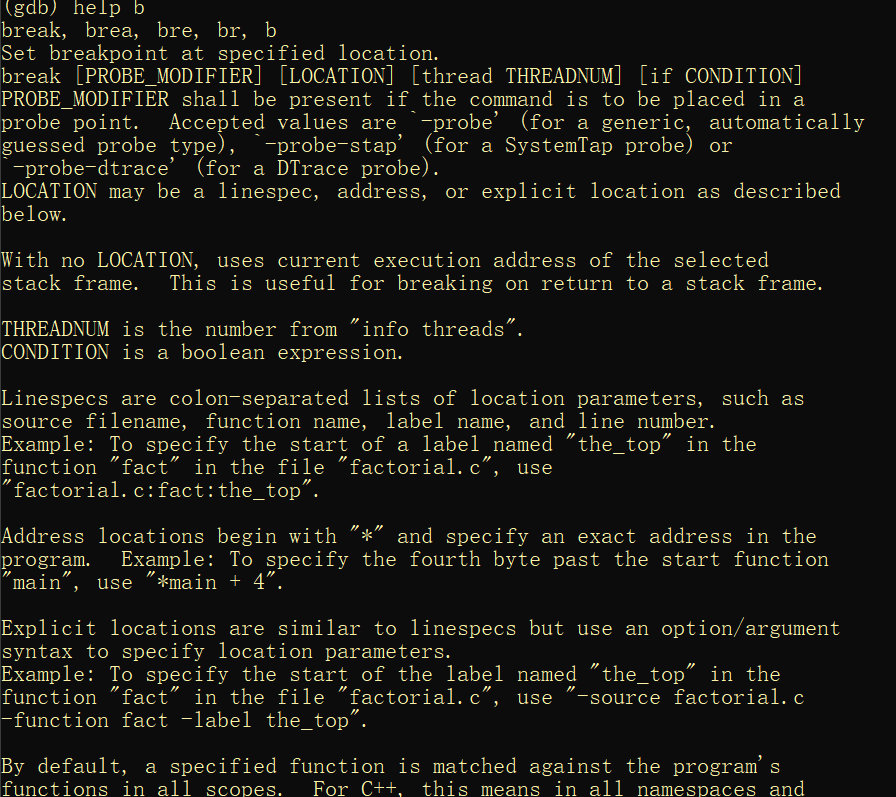 (gdb) help b
break, brea, bre, br, b
Set breakpoint at specified location.
break [PROBE_MODIFIER] [LOCATION] [thread THREADNUM] [if CONDITION]
PROBE_MODIFIER shall be present if the command is to be placed in a
probe point.  Accepted values are `-probe' (for a generic, automatically
guessed probe type), `-probe-stap' (for a SystemTap probe) or
`-probe-dtrace' (for a DTrace probe).
LOCATION may be a linespec, address, or explicit location as described
below.

With no LOCATION, uses current execution address of the selected
stack frame.  This is useful for breaking on return to a stack frame.

THREADNUM is the number from "info threads".
CONDITION is a boolean expression.

Linespecs are colon-separated lists of location parameters, such as
source filename, function name, label name, and line number.
Example: To specify the start of a label named "the_top" in the
function "fact" in the file "factorial.c", use
"factorial.c:fact:the_top".

Address locations begin with "*" and specify an exact address in the
program.  Example: To specify the fourth byte past the start function
"main", use "*main + 4".

Explicit locations are similar to linespecs but use an option/argument
syntax to specify location parameters.
Example: To specify the start of the label named "the_top" in the
function "fact" in the file "factorial.c", use "-source factorial.c
-function fact -label the_top".

By default, a specified function is matched against the program's
functions in all scopes.  For C++, this means in all namespaces and